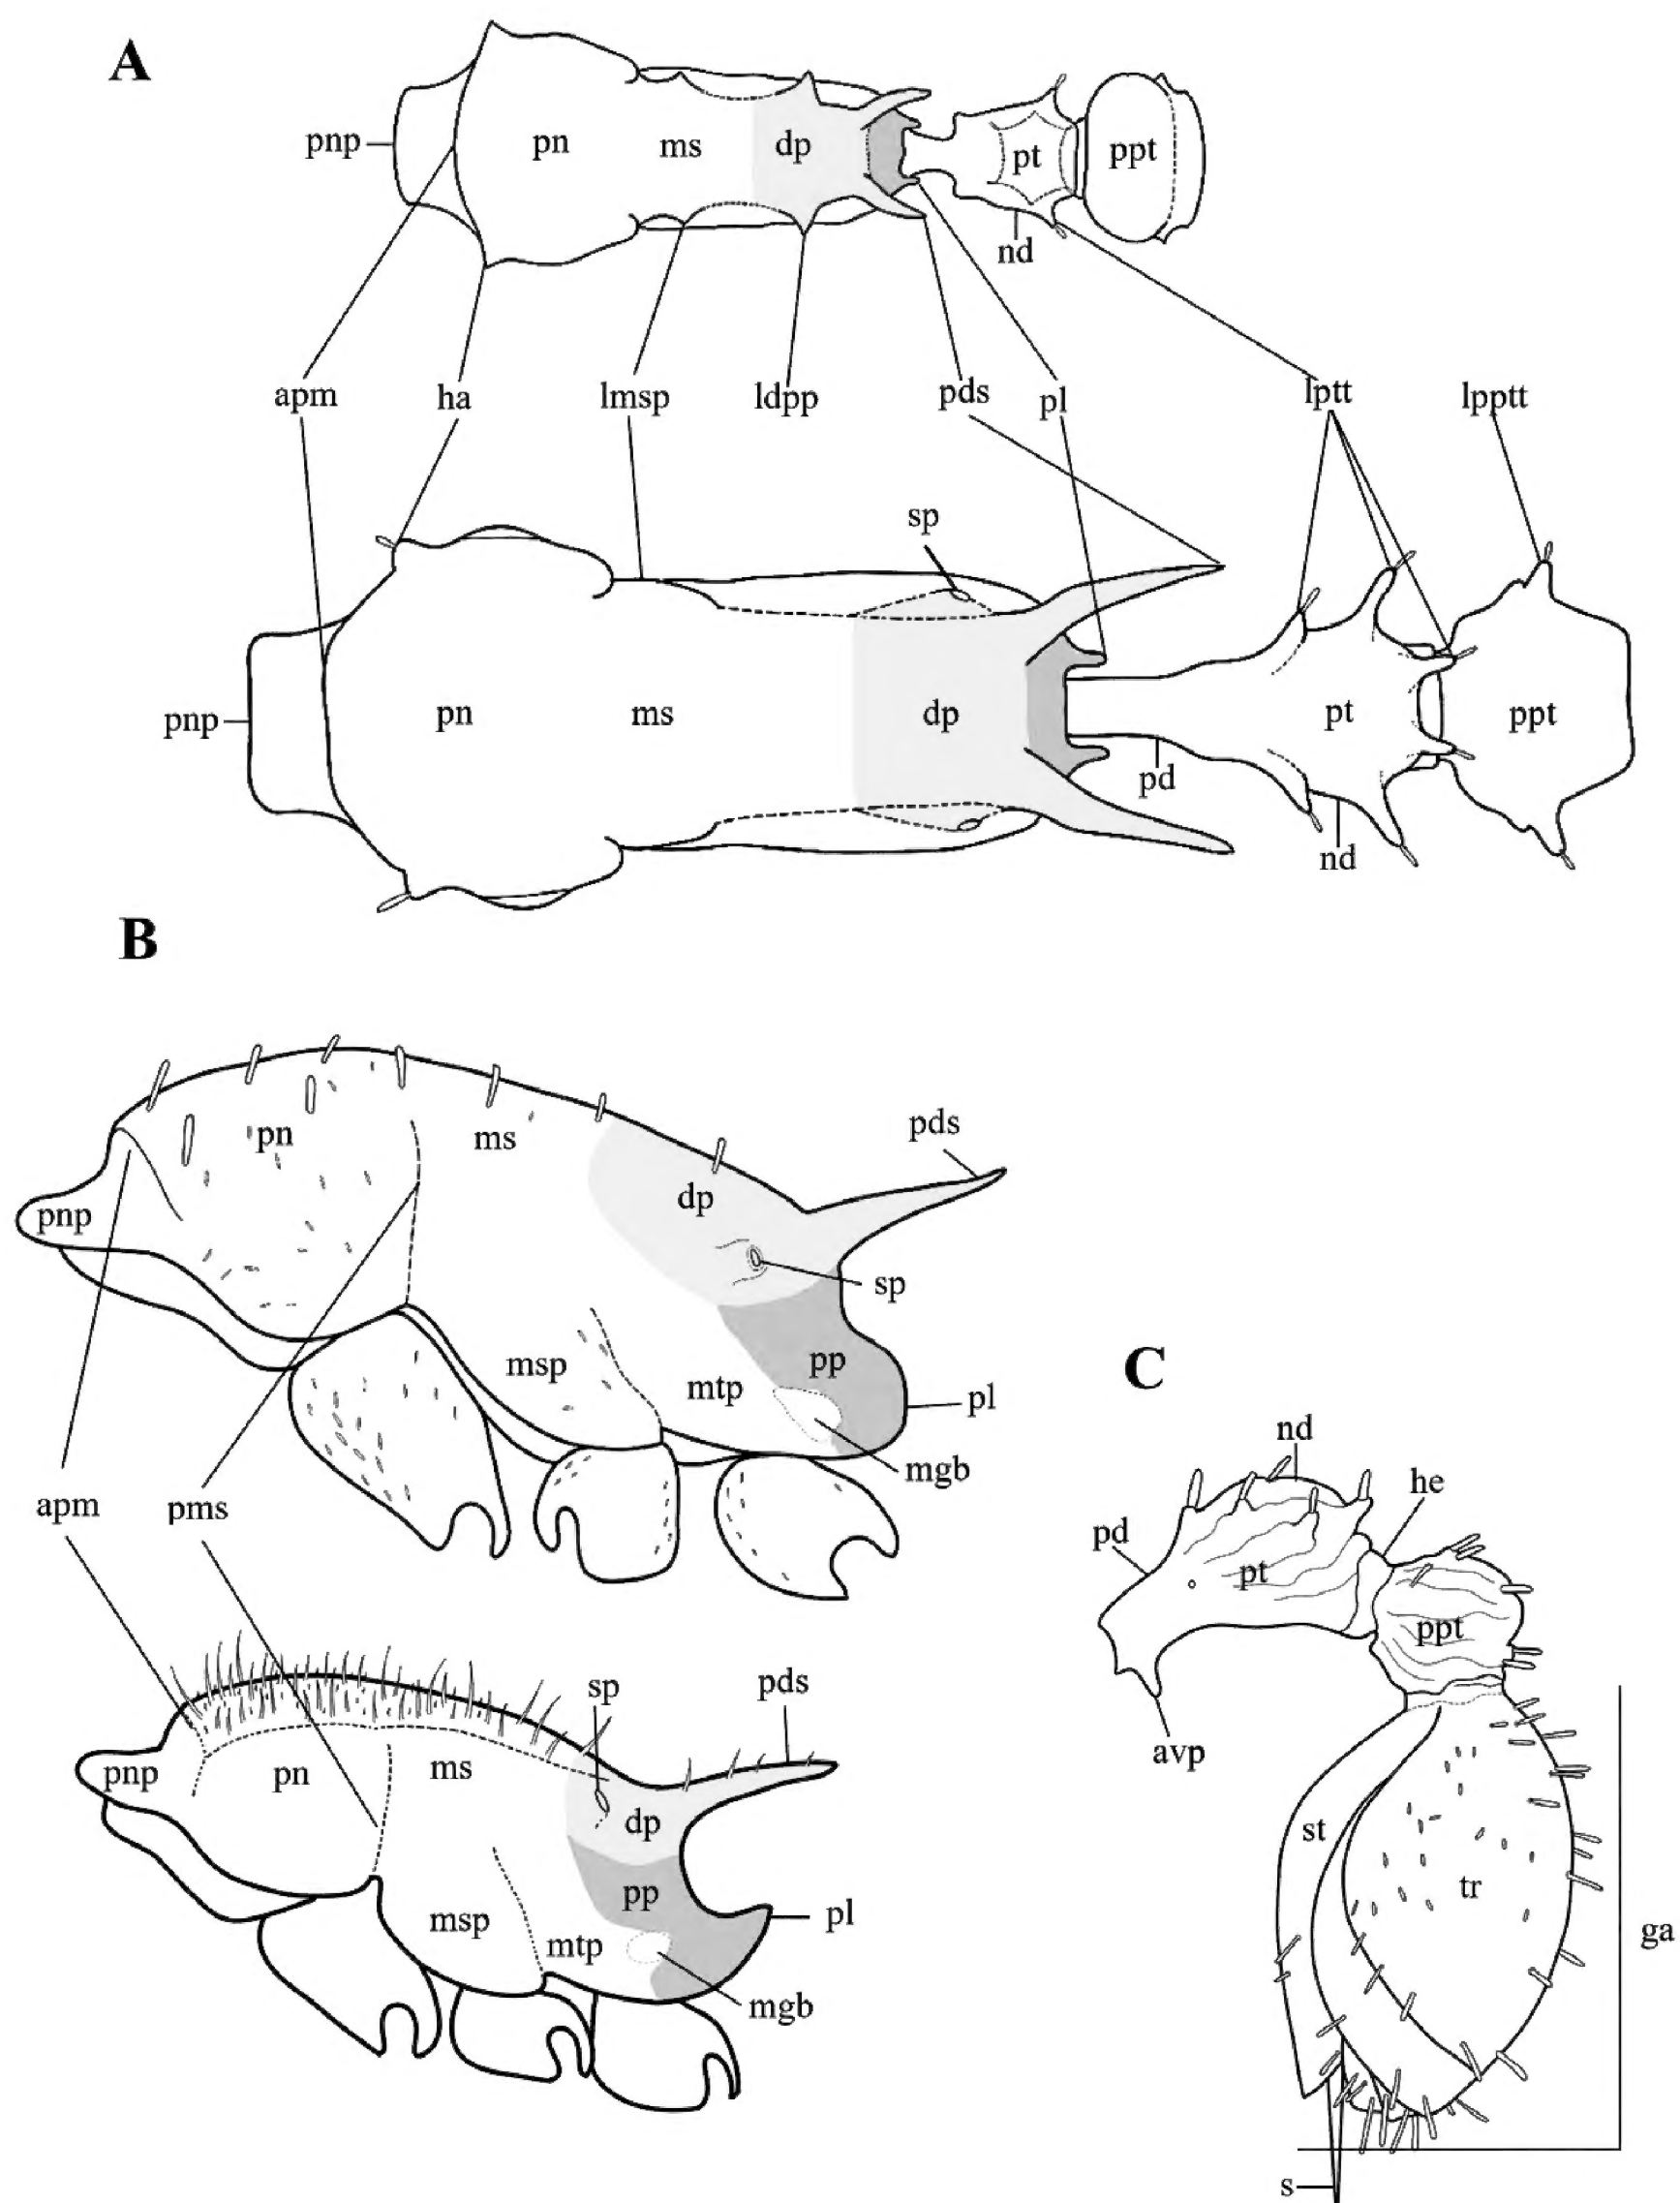 A
pnp
pn
ms
dp
pt
ppt
nd
apm
ha
lmsp
ldpp
pds
pl
lptt
lpptt
sp
pnp
pn
ms
dp
pd
pt
ppt
nd
B
pn
ms
pds
dp
pnp
sp
msp
mtp
pp
pl
mgb
apm
pms
sp
pds
pnp
pn
ms
dp
pp
pl
msp
mtp
mgb
C
nd
he
pd
pt
ppt
avp
st
tr
ga
s